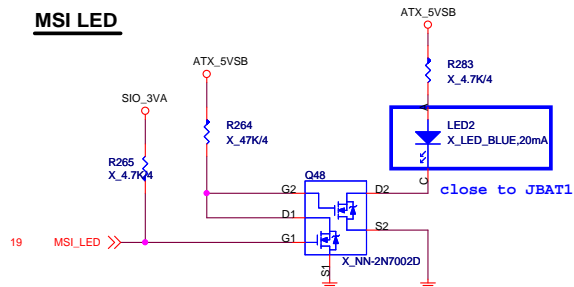 MSI LED
ATX_5VSB
R283
X_4.7K/4
ATX_5VSB
SIO_3VA
R264
X_47K/4
A
LED2
X_LED_BLUE,20mA
R265
X_4.7K/4
C
close to JBAT1
Q48
G2
D2
D1
S2
19
MSI_LED
G1
S1
X_NN-2N7002D